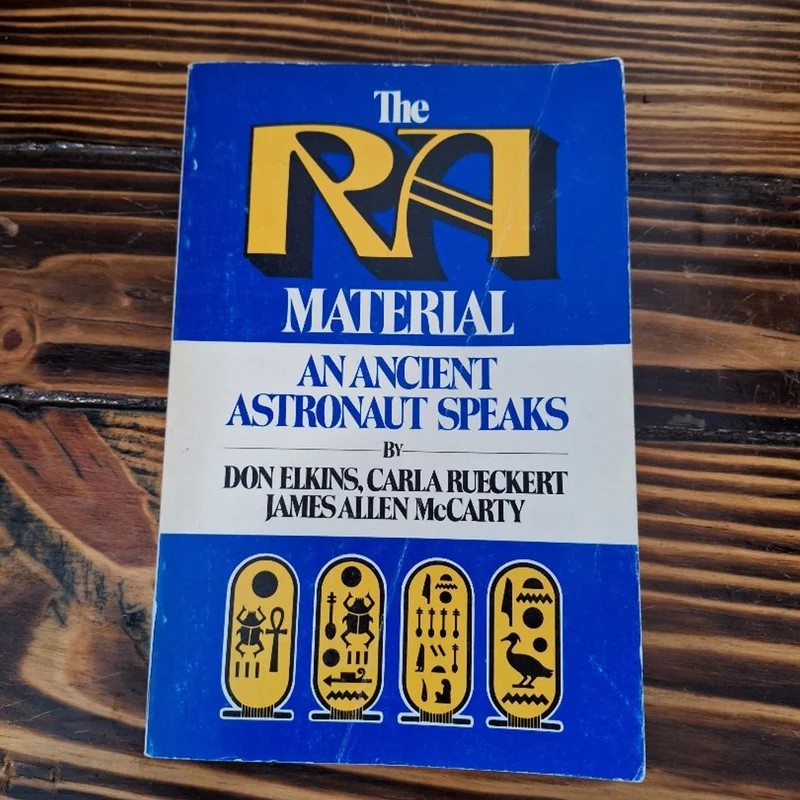 The
RA
MATERIAL
AN ANCIENT
ASTRONAUT SPEAKS
BY
DON ELKINS, CARLA RUECKERT
JAMES ALLEN McCARTY